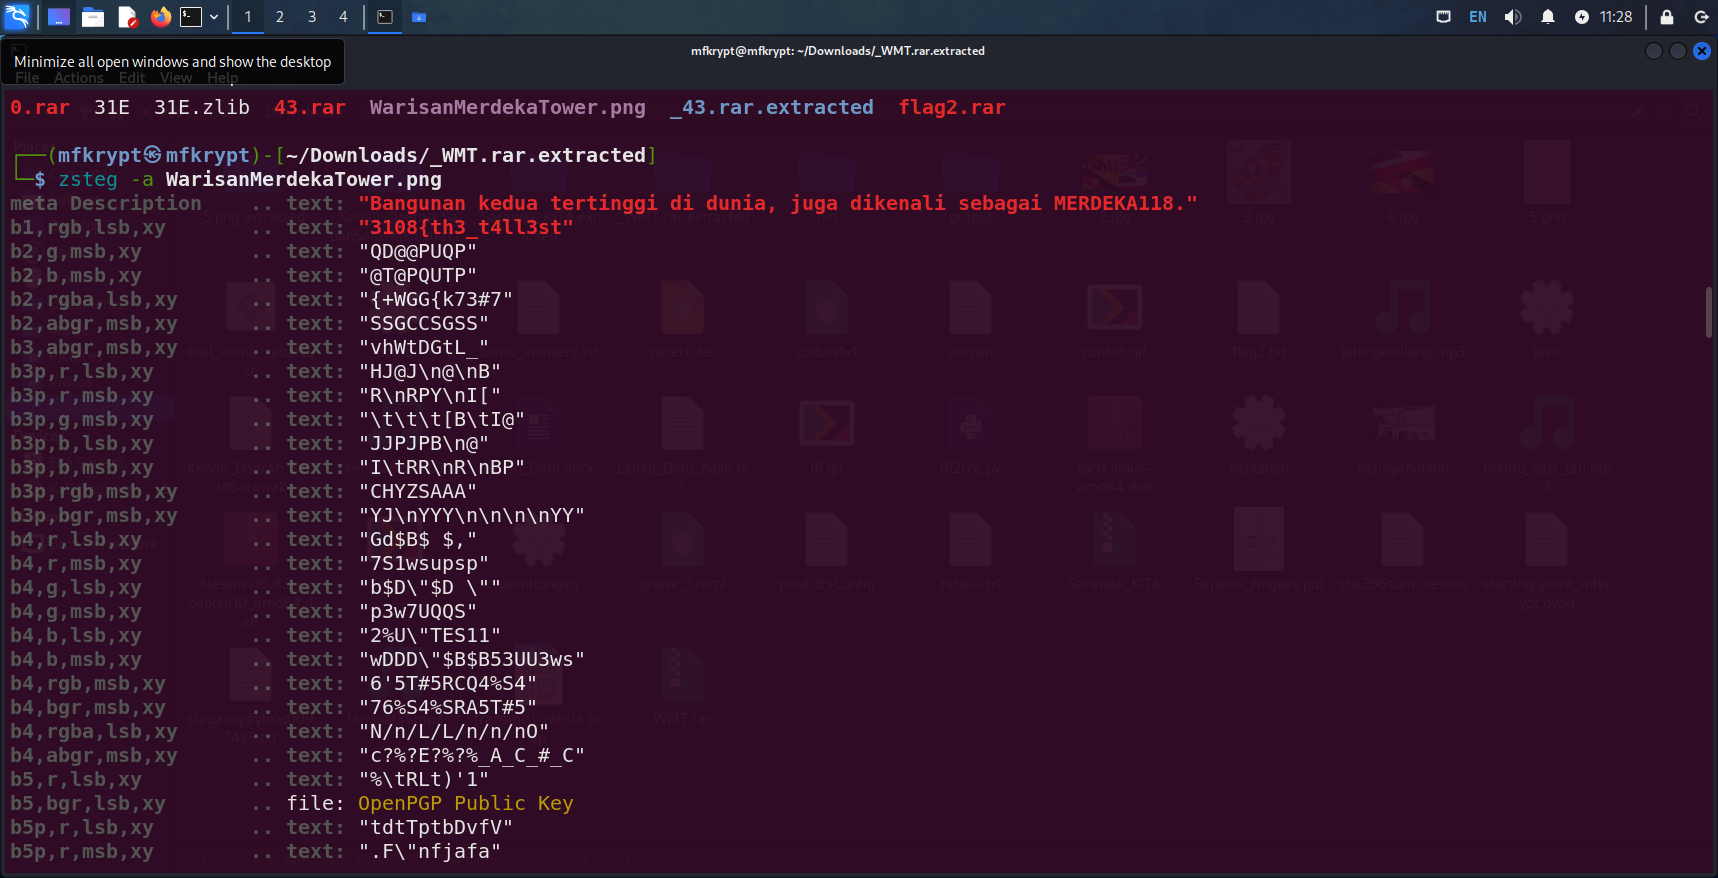 1 2 3 4 EN 11:28
mfkrypt@mfkrypt: ~/Downloads/_WMT.rar.extracted
Minimize all open windows and show the desktop
File Actions Edit View Help
0.rar 31E 31E.zlib 43.rar WarisanMerdekaTower.png _43.rar.extracted flag2.rar
(mfkrypt㉿mfkrypt)-[~/Downloads/_WMT.rar.extracted]
$ zsteg -a WarisanMerdekaTower.png
meta Description .. text: "Bangunan kedua tertinggi di dunia, juga dikenali sebagai MERDEKA118."
b1,rgb,lsb,xy .. text: "3108{th3_t4ll3st"
b2,g,msb,xy .. text: "QD@@PUQP"
b2,b,msb,xy .. text: "@T@PQUTP"
b2,rgba,lsb,xy .. text: "{+WGG{k73#7"
b2,abgr,msb,xy .. text: "SSGCCSGSS"
b3,abgr,msb,xy .. text: "vhWtDGtL_"
b3p,r,lsb,xy .. text: "HJ@J\n@\nB"
b3p,r,msb,xy .. text: "R\nRPY\nI["
b3p,g,msb,xy .. text: "\t\t\t[B\tI@"
b3p,b,lsb,xy .. text: "JJPJPB\n@"
b3p,b,msb,xy .. text: "I\tRR\nR\nBP"
b3p,rgb,msb,xy .. text: "CHYZSAAA"
b3p,bgr,msb,xy .. text: "YJ\nYYY\n\n\n\nYY"
b4,r,lsb,xy .. text: "Gd$B$ $,"
b4,r,msb,xy .. text: "7S1wsupsp"
b4,g,lsb,xy .. text: "b$D\"$D \""
b4,g,msb,xy .. text: "p3w7UQQS"
b4,b,lsb,xy .. text: "2%U\"TES11"
b4,b,msb,xy .. text: "wDDD\"$B$B53UU3ws"
b4,rgb,msb,xy .. text: "6'5T#5RCQ4%S4"
b4,bgr,msb,xy .. text: "76%S4%SRA5T#5"
b4,rgba,lsb,xy .. text: "N/n/L/L/n/n/nO"
b4,abgr,msb,xy .. text: "c?%?E?%?%_A_C_#_C"
b5,r,lsb,xy .. text: "%\tRLt)'1"
b5,bgr,lsb,xy .. file: OpenPGP Public Key
b5p,r,lsb,xy .. text: "tdtTptbDvfV"
b5p,r,msb,xy .. text: ".F\"nfjafa"